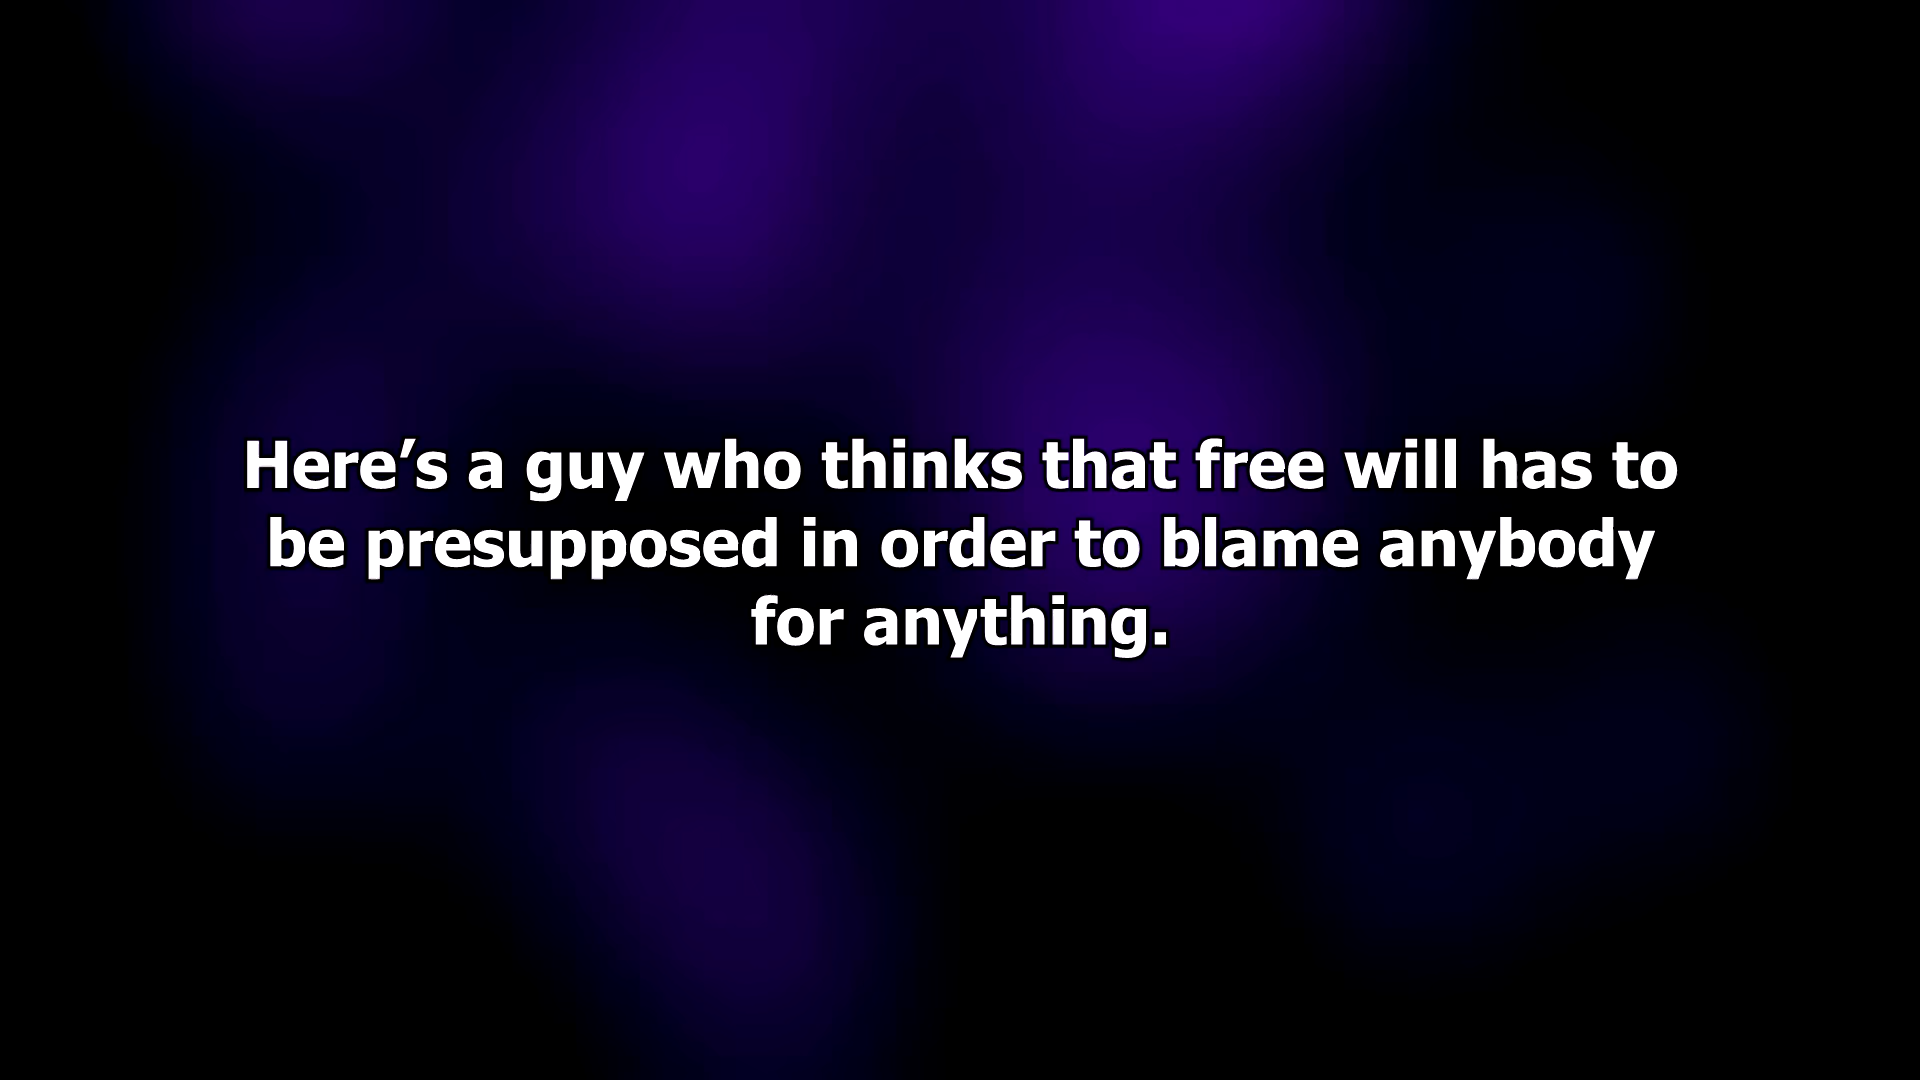 Here’s a guy who thinks that free will has to
be presupposed in order to blame anybody
for anything.